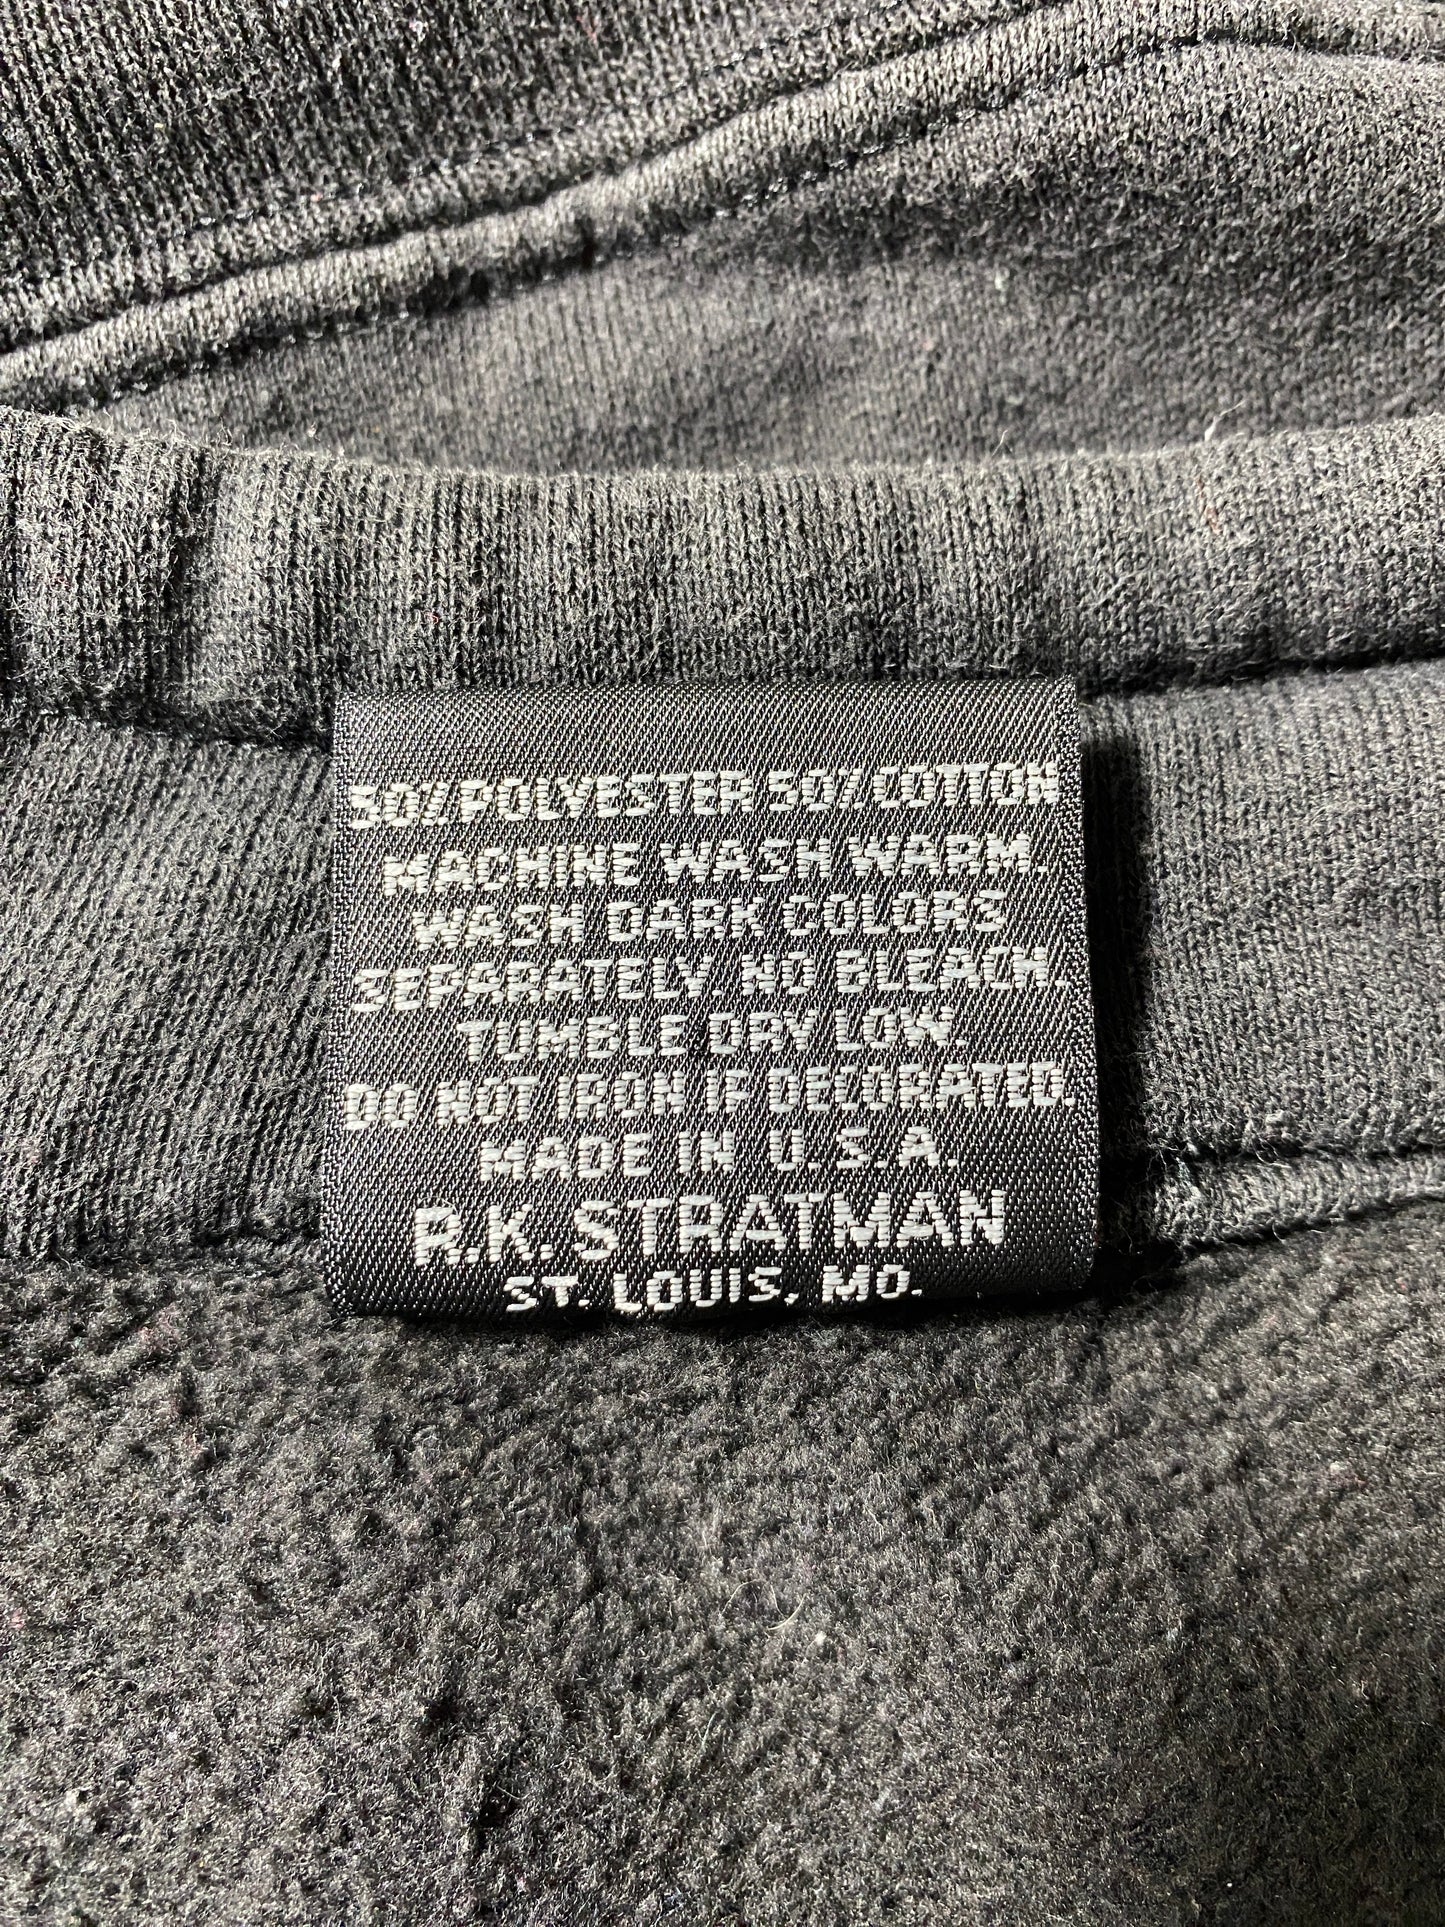 50% POLYESTER 50% COTTON
MACHINE WASH WARM.
WASH DARK COLORS
SEPARATELY. NO BLEACH.
TUMBLE DRY LOW.
DO NOT IRON IF DECORATED.
MADE IN U.S.A.
R.K. STRATMAN
ST. LOUIS, MO.